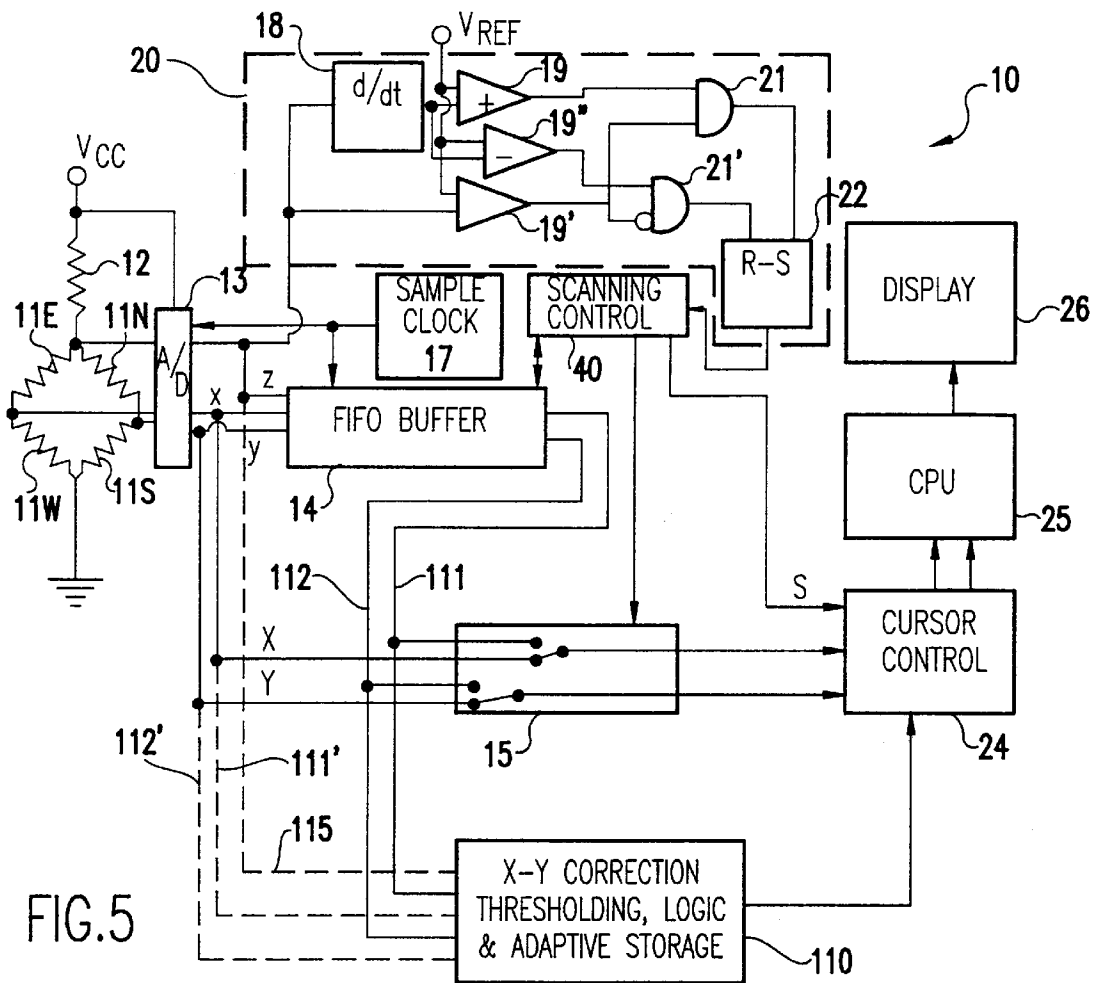 V REF
18
20
d/dt
19
+
21
10
19"
−
21'
V CC
19'
22
12
13
R-S
DISPLAY
26
11E
11N
SAMPLE
CLOCK
17
SCANNING
CONTROL
40
A/D
z
x
y
FIFO BUFFER
14
CPU
25
11W
11S
112
111
S
X
Y
CURSOR
CONTROL
24
15
112'
111'
115
X-Y CORRECTION
THRESHOLDING, LOGIC
& ADAPTIVE STORAGE
110
FIG.5